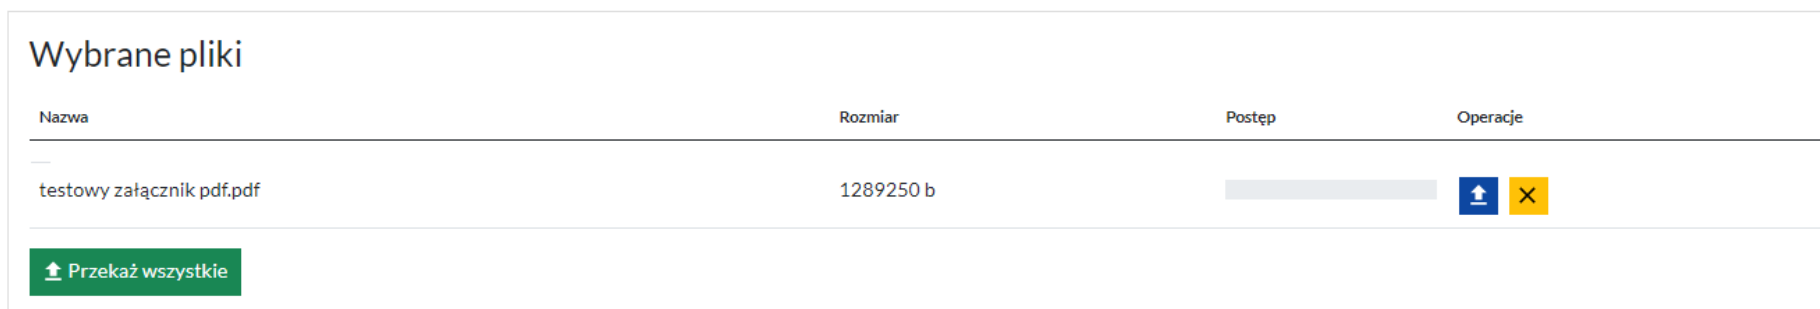 Wybrane pliki
Nazwa Rozmiar Postęp Operacje
testowy załącznik pdf.pdf 1289250 b
Przekaż wszystkie